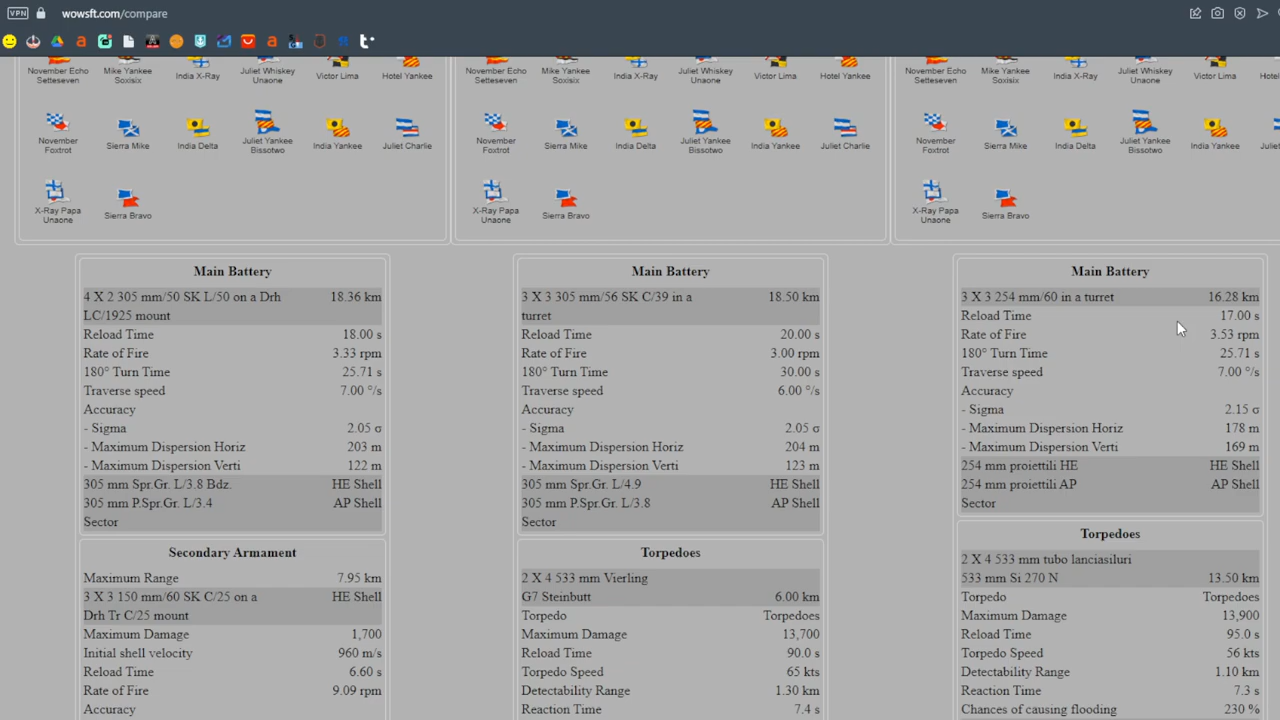 VPN wowsft.com/compare
November Echo Setteseven Mike Yankee Soxisix India X-Ray Juliet Whiskey Unaone Victor Lima Hotel Yankee
November Foxtrot Sierra Mike India Delta Juliet Yankee Bissotwo India Yankee Juliet Charlie
X-Ray Papa Unaone Sierra Bravo
November Echo Setteseven Mike Yankee Soxisix India X-Ray Juliet Whiskey Unaone Victor Lima Hotel Yankee
November Foxtrot Sierra Mike India Delta Juliet Yankee Bissotwo India Yankee Juliet Charlie
X-Ray Papa Unaone Sierra Bravo
November Echo Setteseven Mike Yankee Soxisix India X-Ray Juliet Whiskey Unaone Victor Lima Hotel
November Foxtrot Sierra Mike India Delta Juliet Yankee Bissotwo India Yankee
X-Ray Papa Unaone Sierra Bravo
Main Battery
4 X 2 305 mm/50 SK L/50 on a Drh 18.36 km
LC/1925 mount
Reload Time 18.00 s
Rate of Fire 3.33 rpm
180° Turn Time 25.71 s
Traverse speed 7.00 °/s
Accuracy
- Sigma 2.05 σ
- Maximum Dispersion Horiz 203 m
- Maximum Dispersion Verti 122 m
305 mm Spr.Gr. L/3.8 Bdz. HE Shell
305 mm P.Spr.Gr. L/3.4 AP Shell
Sector
Secondary Armament
Maximum Range 7.95 km
3 X 3 150 mm/60 SK C/25 on a HE Shell
Drh Tr C/25 mount
Maximum Damage 1,700
Initial shell velocity 960 m/s
Reload Time 6.60 s
Rate of Fire 9.09 rpm
Accuracy
Main Battery
3 X 3 305 mm/56 SK C/39 in a 18.50 km
turret
Reload Time 20.00 s
Rate of Fire 3.00 rpm
180° Turn Time 30.00 s
Traverse speed 6.00 °/s
Accuracy
- Sigma 2.05 σ
- Maximum Dispersion Horiz 204 m
- Maximum Dispersion Verti 123 m
305 mm Spr.Gr. L/4.9 HE Shell
305 mm P.Spr.Gr. L/3.8 AP Shell
Sector
Torpedoes
2 X 4 533 mm Vierling
G7 Steinbutt 6.00 km
Torpedo Torpedoes
Maximum Damage 13,700
Reload Time 90.0 s
Torpedo Speed 65 kts
Detectability Range 1.30 km
Reaction Time 7.4 s
Main Battery
3 X 3 254 mm/60 in a turret 16.28 km
Reload Time 17.00 s
Rate of Fire 3.53 rpm
180° Turn Time 25.71 s
Traverse speed 7.00 °/s
Accuracy
- Sigma 2.15 σ
- Maximum Dispersion Horiz 178 m
- Maximum Dispersion Verti 169 m
254 mm proiettili HE HE Shell
254 mm proiettili AP AP Shell
Sector
Torpedoes
2 X 4 533 mm tubo lanciasiluri
533 mm Si 270 N 13.50 km
Torpedo Torpedoes
Maximum Damage 13,900
Reload Time 95.0 s
Torpedo Speed 56 kts
Detectability Range 1.10 km
Reaction Time 7.3 s
Chances of causing flooding 230 %